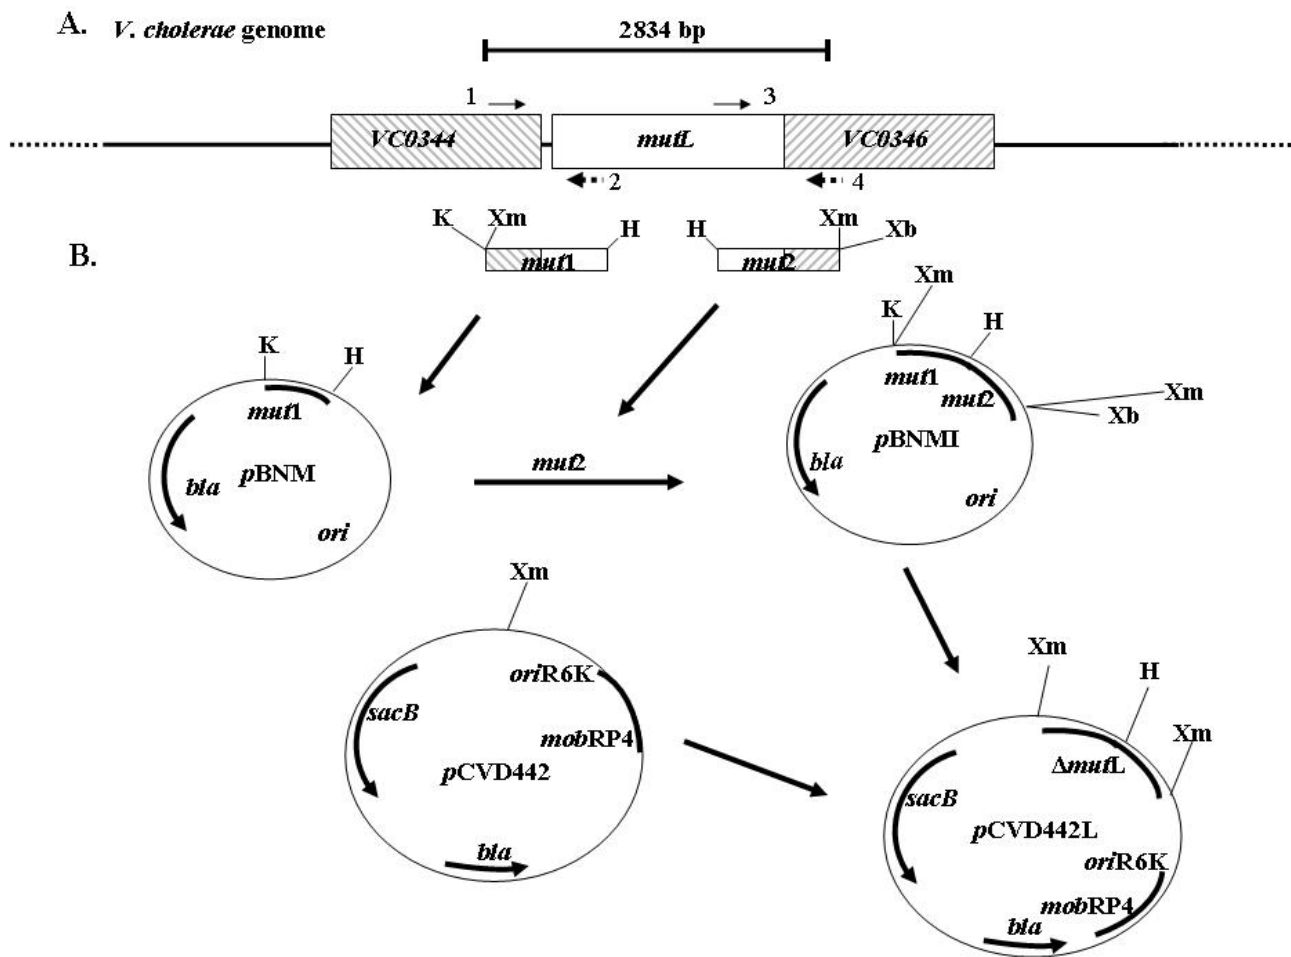 A. V. cholerae genome
2834 bp
1
3
VC0344
mutL
VC0346
2
4
K
Xm
H
H
Xm
Xb
B.
mut1
mut2
K
H
mut1
bla
pBNM
ori
mut2
K
Xm
H
mut1
mut2
Xm
Xb
bla
pBNMI
ori
Xm
oriR6K
sacB
mobRP4
pCVD442
bla
Xm
H
Xm
ΔmutL
sacB
pCVD442L
oriR6K
mobRP4
bla